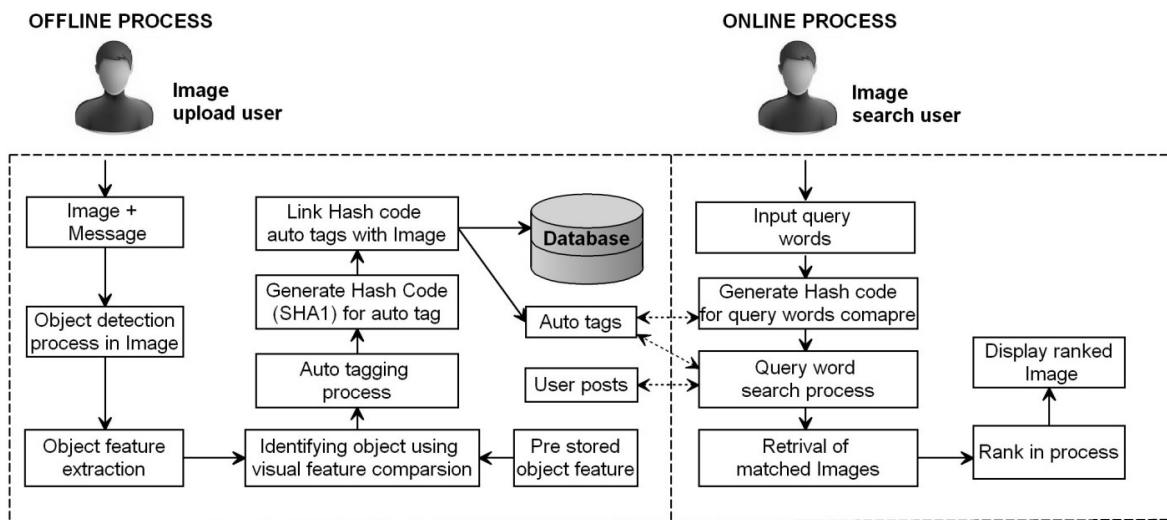 OFFLINE PROCESS
Image
upload user
Image +
Message
Object detection
process in Image
Object feature
extraction
Link Hash code
auto tags with Image
Generate Hash Code
(SHA1) for auto tag
Auto tagging
process
Identifying object using
visual feature comparsion
Database
Auto tags
User posts
Pre stored
object feature
ONLINE PROCESS
Image
search user
Input query
words
Generate Hash code
for query words comapre
Query word
search process
Retrival of
matched Images
Display ranked
Image
Rank in process